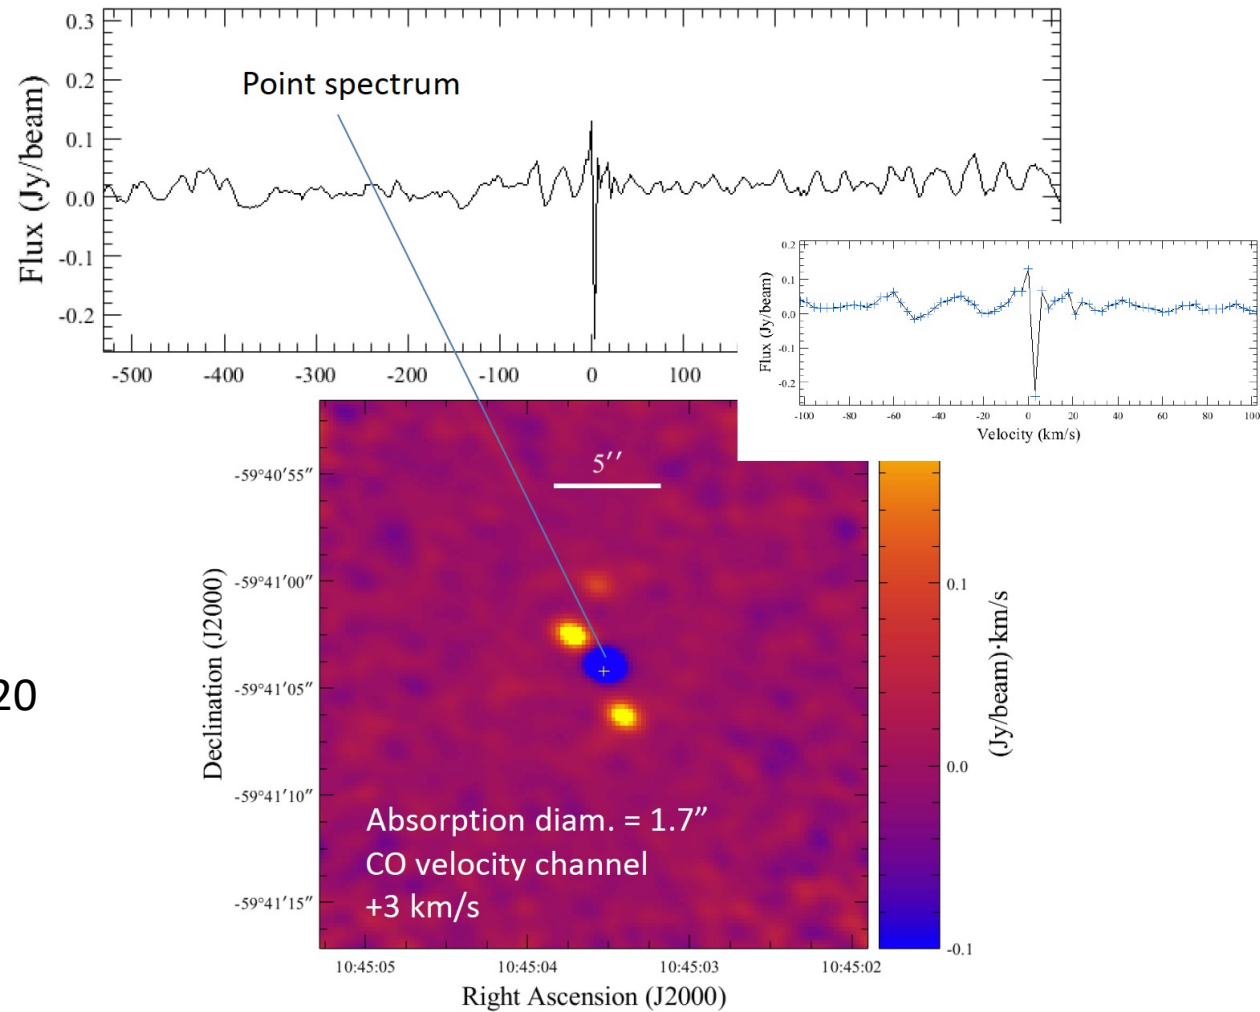 0.3
0.2
0.1
0.0
-0.1
-0.2
Flux (Jy/beam)
Point spectrum
-500 -400 -300 -200 -100 0 100
0.2
0.1
0.0
-0.1
-0.2
Flux (Jy/beam)
-100 -80 -60 -40 -20 0 20 40 60 80 100
Velocity (km/s)
5′′
-59°40′55″
-59°41′00″
-59°41′05″
-59°41′10″
-59°41′15″
Declination (J2000)
20
Absorption diam. = 1.7”
CO velocity channel
+3 km/s
0.1
0.0
-0.1
(Jy/beam)·km/s
10:45:05 10:45:04 10:45:03 10:45:02
Right Ascension (J2000)